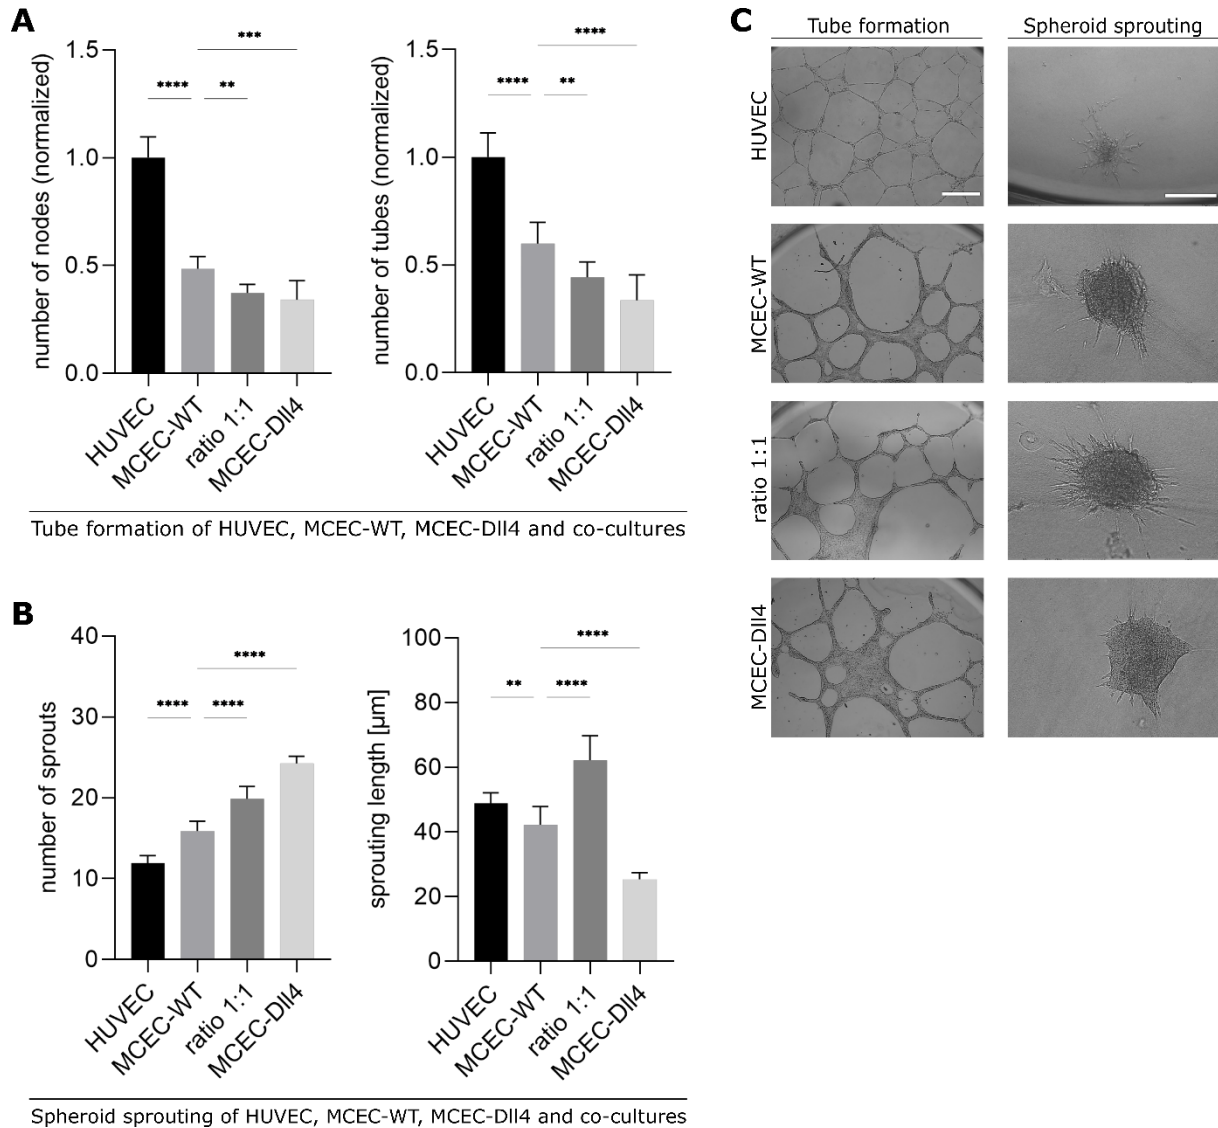 A
number of nodes (normalized)
1.5
1.0
0.5
0.0
****
**
***
HUVEC
MCEC-WT
ratio 1:1
MCEC-Dll4
number of tubes (normalized)
1.5
1.0
0.5
0.0
****
**
****
HUVEC
MCEC-WT
ratio 1:1
MCEC-Dll4
Tube formation of HUVEC, MCEC-WT, MCEC-Dll4 and co-cultures
B
number of sprouts
40
30
20
10
0
****
****
****
HUVEC
MCEC-WT
ratio 1:1
MCEC-Dll4
sprouting length [µm]
100
80
60
40
20
0
**
****
****
HUVEC
MCEC-WT
ratio 1:1
MCEC-Dll4
Spheroid sprouting of HUVEC, MCEC-WT, MCEC-Dll4 and co-cultures
C
Tube formation
Spheroid sprouting
HUVEC
MCEC-WT
ratio 1:1
MCEC-Dll4